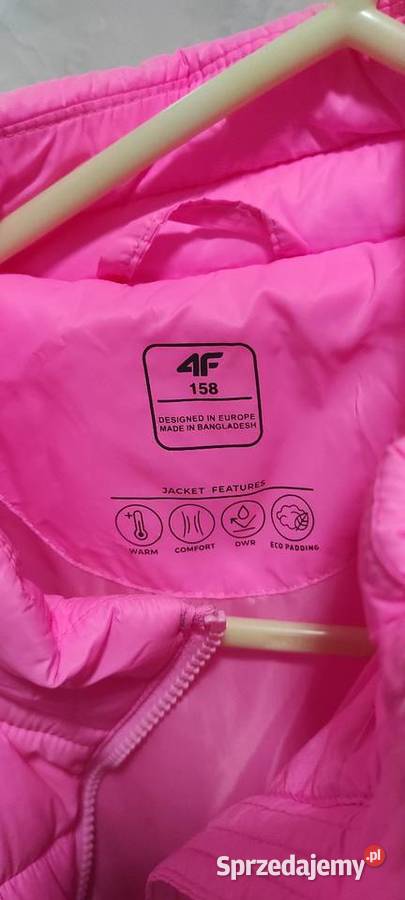 4F
158
DESIGNED IN EUROPE
MADE IN BANGLADESH
JACKET FEATURES
WARM COMFORT DWR ECO PADDING
Sprzedajemy.pl